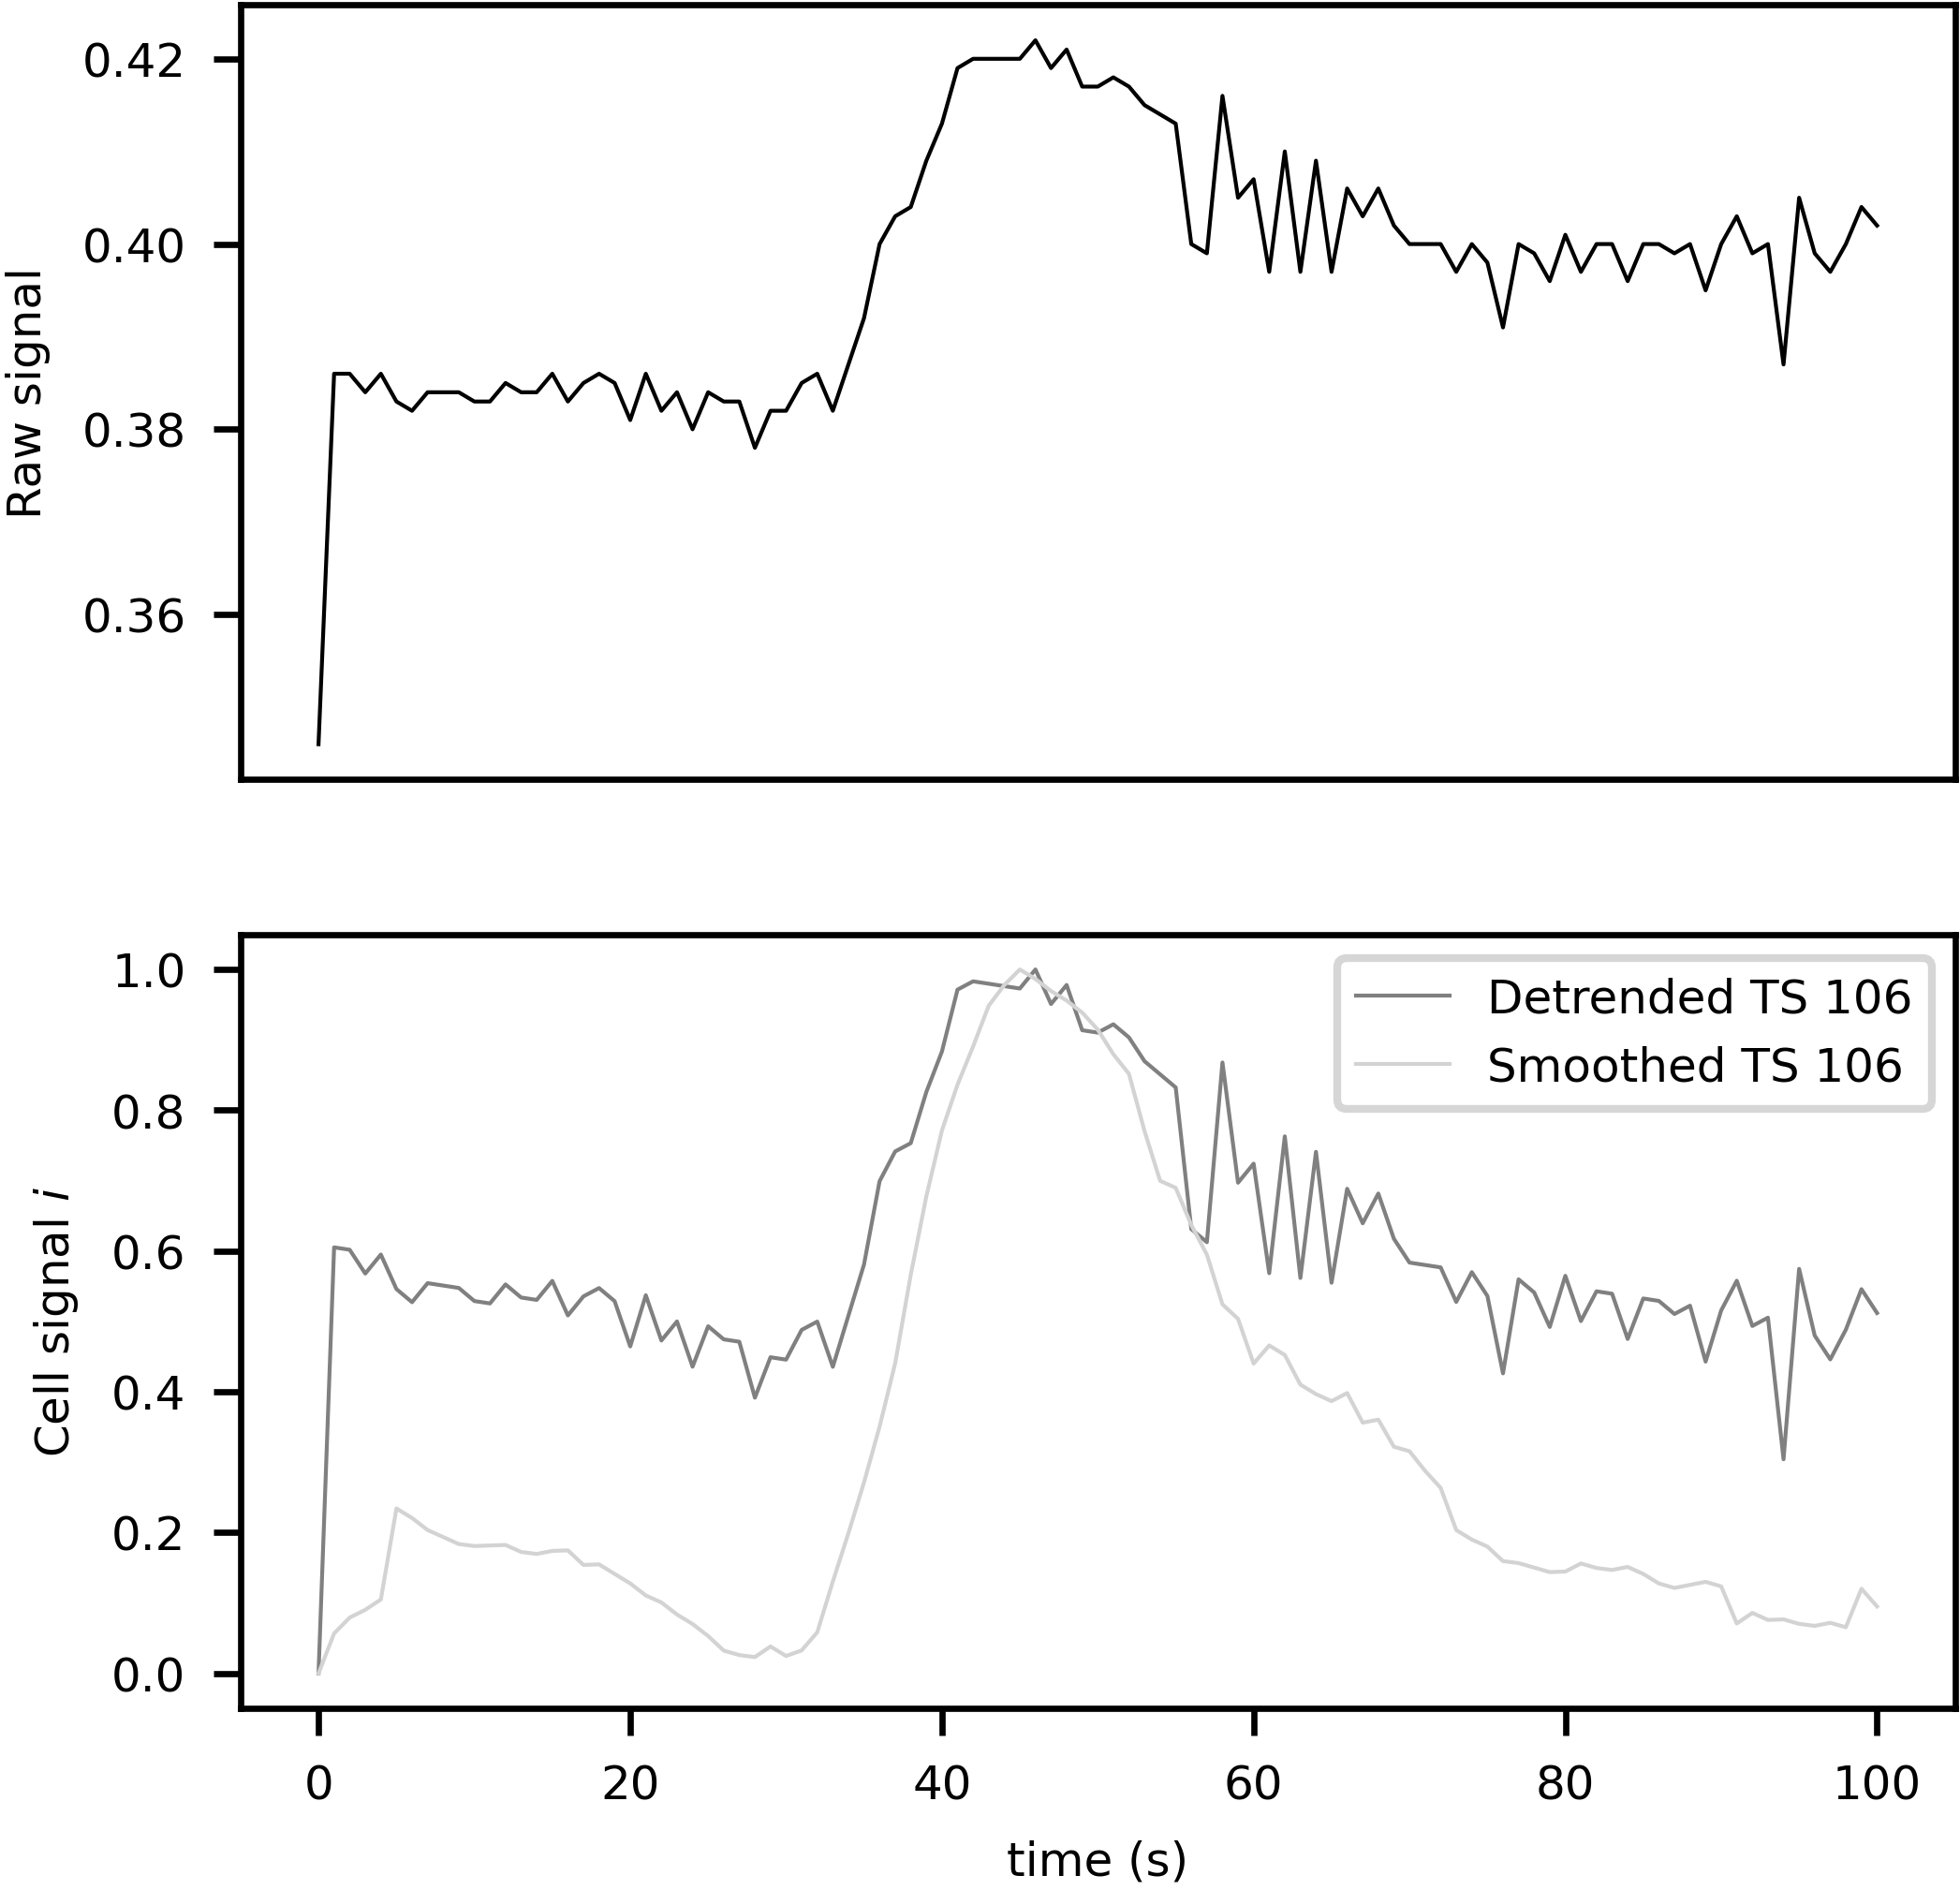 Raw signal
0.42
0.40
0.38
0.36
Cell signal i
1.0
0.8
0.6
0.4
0.2
0.0
Detrended TS 106
Smoothed TS 106
0 20 40 60 80 100
time (s)